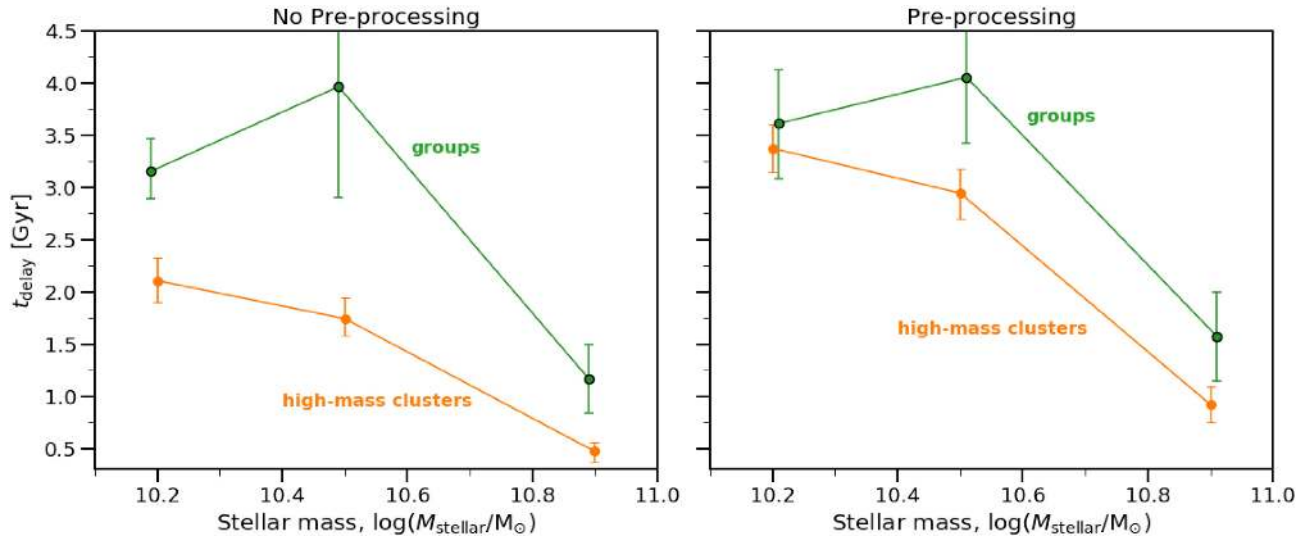 No Pre-processing
Pre-processing
4.5
4.0
3.5
3.0
2.5
2.0
1.5
1.0
0.5
t_delay [Gyr]
groups
high-mass clusters
groups
high-mass clusters
10.2 10.4 10.6 10.8 11.0
10.2 10.4 10.6 10.8 11.0
Stellar mass, log(M_stellar/M_⊙)
Stellar mass, log(M_stellar/M_⊙)